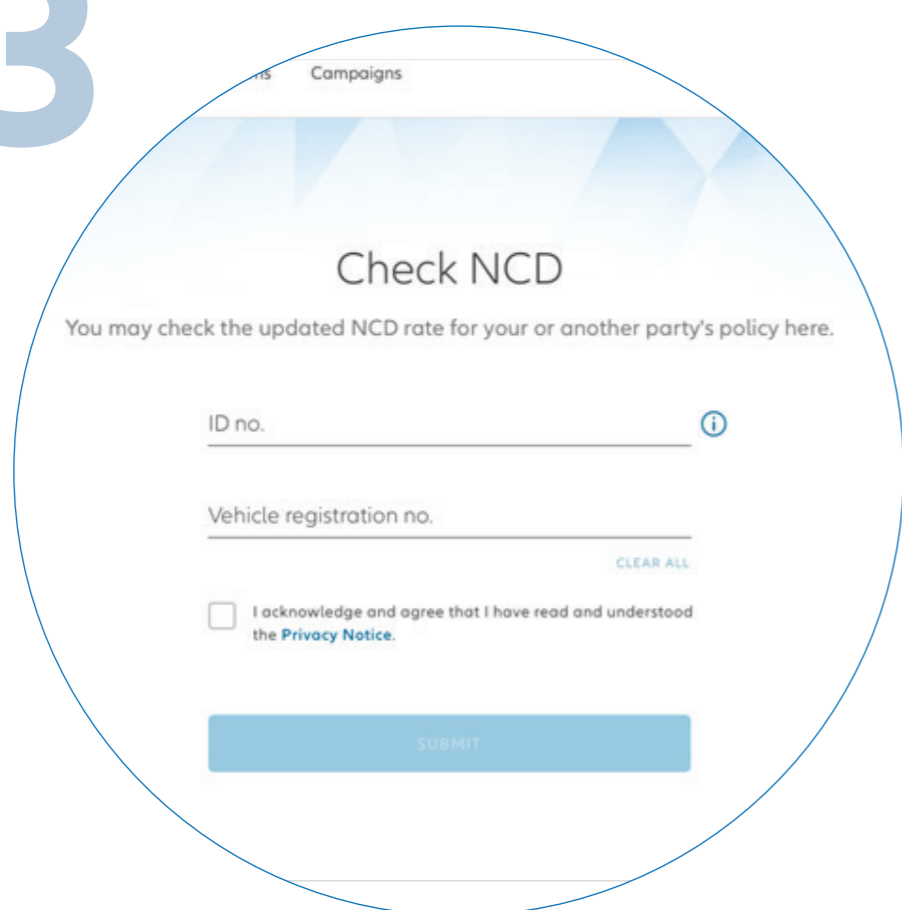 3
Campaigns
Check NCD
You may check the updated NCD rate for your or another party's policy here.
ID no.
Vehicle registration no.
CLEAR ALL
I acknowledge and agree that I have read and understood
the Privacy Notice.
SUBMIT